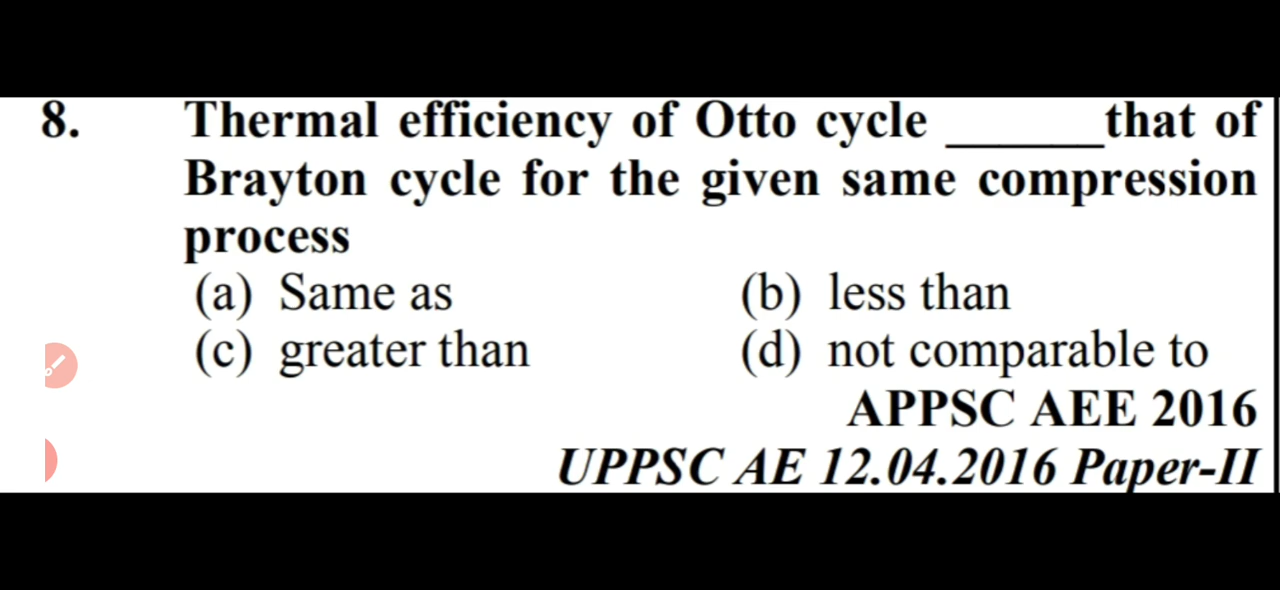 8. Thermal efficiency of Otto cycle ______that of
Brayton cycle for the given same compression
process
(a) Same as (b) less than
(c) greater than (d) not comparable to
APPSC AEE 2016
UPPSC AE 12.04.2016 Paper-II